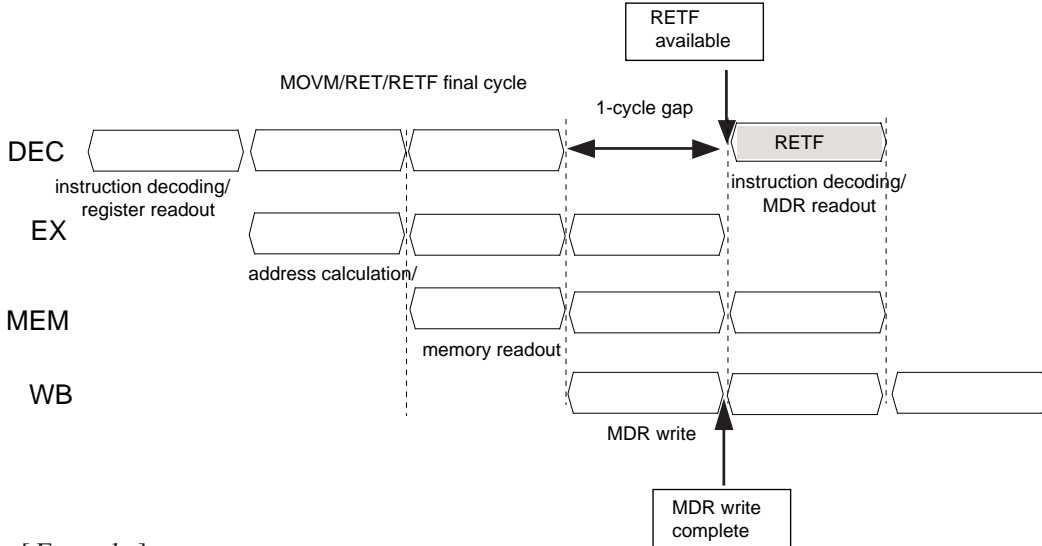 RETF
available
MOVM/RET/RETF final cycle
1-cycle gap
DEC
RETF
instruction decoding/
register readout
instruction decoding/
MDR readout
EX
address calculation/
MEM
memory readout
WB
MDR write
MDR write
complete